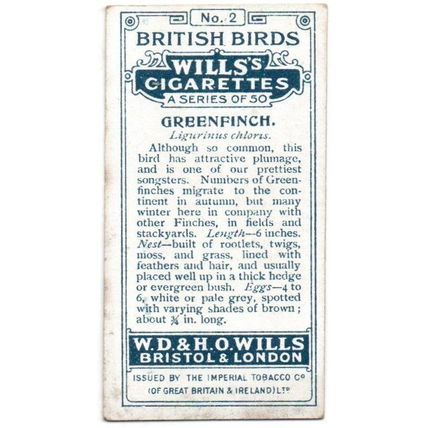 No. 2
BRITISH BIRDS
WILLS'S
CIGARETTES
A SERIES OF 50
GREENFINCH.
Ligurinus chloris.
Although so common, this
bird has attractive plumage,
and is one of our prettiest
songsters. Numbers of Green-
finches migrate to the con-
tinent in autumn, but many
winter here in company with
other Finches, in fields and
stackyards. Length—6 inches.
Nest—built of rootlets, twigs,
moss, and grass, lined with
feathers and hair, and usually
placed well up in a thick hedge
or evergreen bush. Eggs—4 to
6, white or pale grey, spotted
with varying shades of brown;
about ¾ in. long.
W.D.& H.O.WILLS
BRISTOL & LONDON
ISSUED BY THE IMPERIAL TOBACCO Co
(OF GREAT BRITAIN & IRELAND) LTD